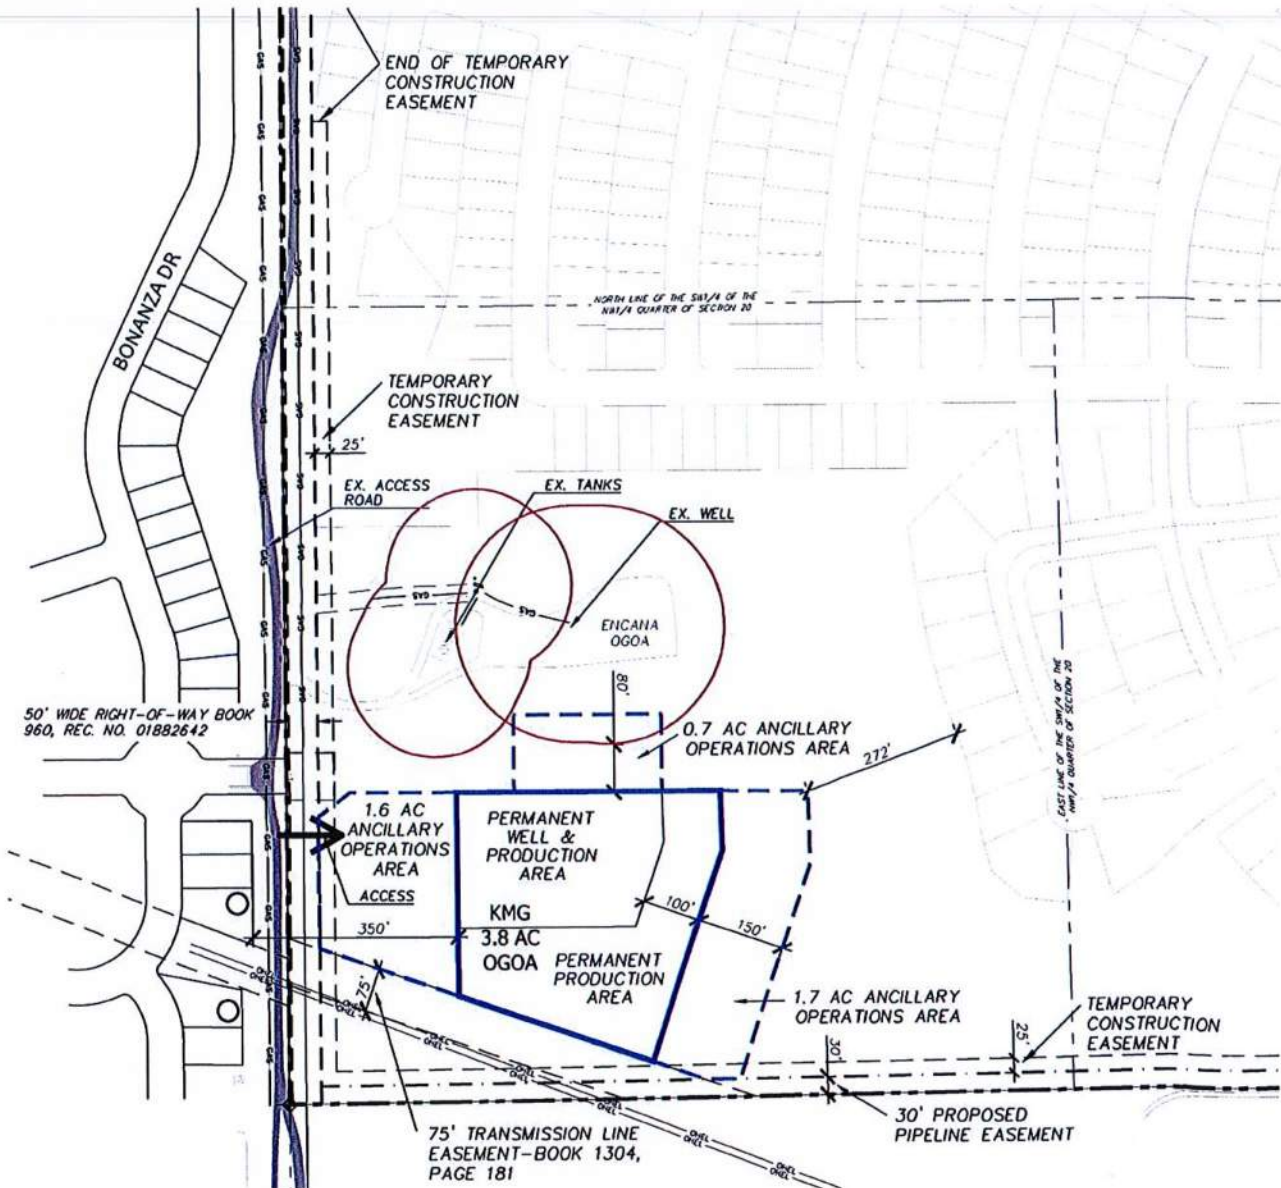 END OF TEMPORARY
CONSTRUCTION
EASEMENT
BONANZA DR
NORTH LINE OF THE SW1/4 OF THE
NW1/4 QUARTER OF SECTION 20
TEMPORARY
CONSTRUCTION
EASEMENT
25'
EX. ACCESS
ROAD
EX. TANKS
EX. WELL
GAS
GAS
ENCANA
OGOA
80'
50' WIDE RIGHT-OF-WAY BOOK
960, REC. NO. 01882642
0.7 AC ANCILLARY
OPERATIONS AREA
272'
EAST LINE OF THE SW1/4 OF THE
NW1/4 QUARTER OF SECTION 20
1.6 AC
ANCILLARY
OPERATIONS
AREA
ACCESS
PERMANENT
WELL &
PRODUCTION
AREA
350'
KMG
3.8 AC
OGOA
100'
150'
PERMANENT
PRODUCTION
AREA
75'
1.7 AC ANCILLARY
OPERATIONS AREA
TEMPORARY
CONSTRUCTION
EASEMENT
25'
30'
30' PROPOSED
PIPELINE EASEMENT
75' TRANSMISSION LINE
EASEMENT-BOOK 1304,
PAGE 181
OHEL
OHEL